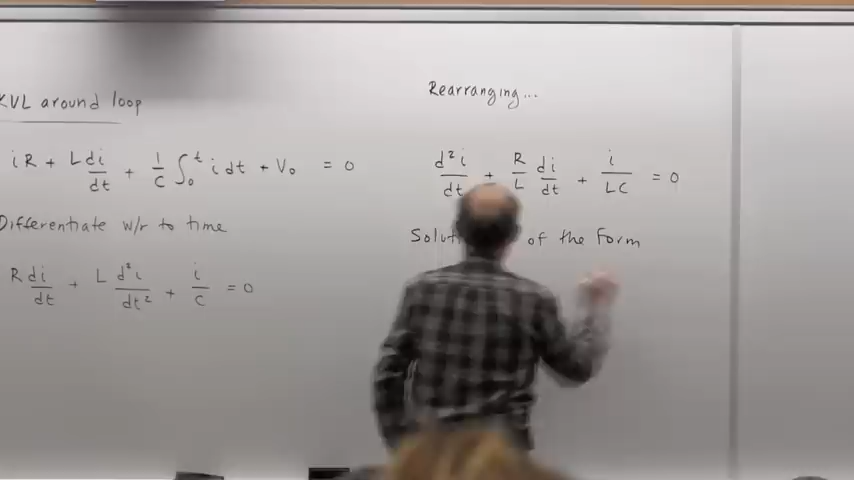 KVL around loop
iR + L di/dt + 1/C ∫₀ᵗ i dt + V₀ = 0
Differentiate w/r to time
R di/dt + L d²i/dt² + i/C = 0
Rearranging...
d²i/dt + R/L di/dt + i/LC = 0
of the form